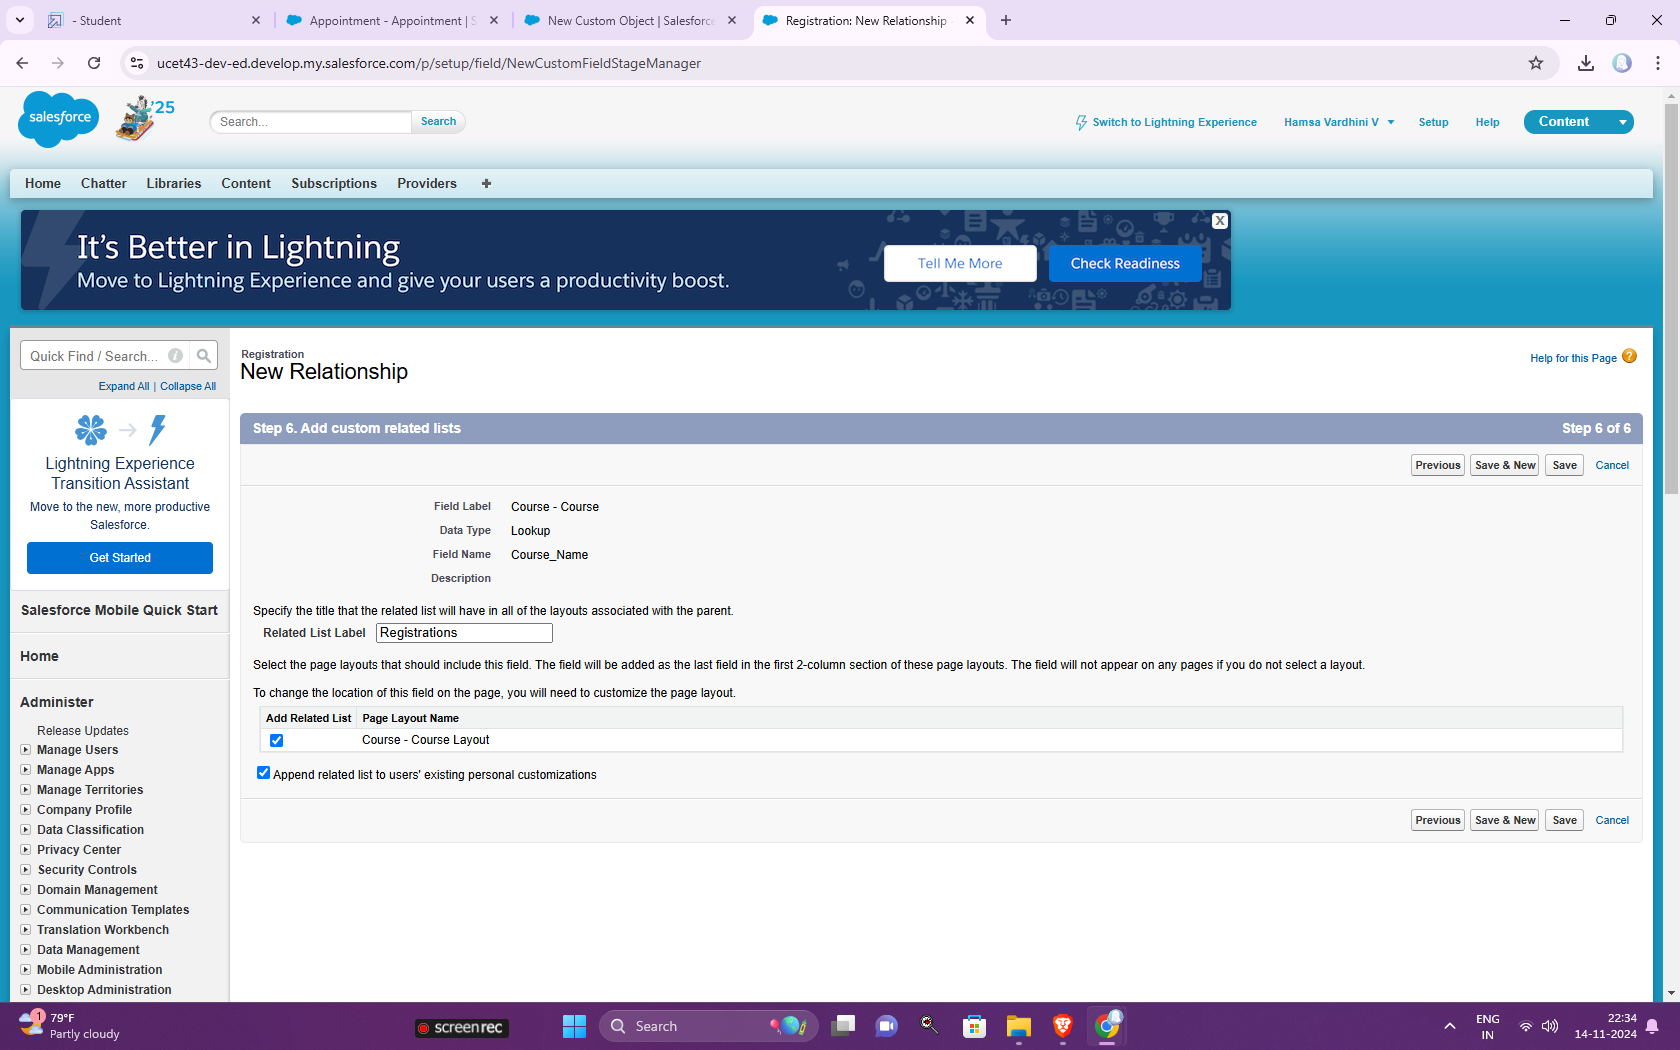 - Student
Appointment - Appointment | S
New Custom Object | Salesforce
Registration: New Relationship
ucet43-dev-ed.develop.my.salesforce.com/p/setup/field/NewCustomFieldStageManager
salesforce
'25
Search...
Search
Switch to Lightning Experience
Hamsa Vardhini V
Setup
Help
Content
Home
Chatter
Libraries
Content
Subscriptions
Providers
It's Better in Lightning
Move to Lightning Experience and give your users a productivity boost.
Tell Me More
Check Readiness
X
Quick Find / Search...
Expand All | Collapse All
Lightning Experience
Transition Assistant
Move to the new, more productive
Salesforce.
Get Started
Salesforce Mobile Quick Start
Home
Administer
Release Updates
Manage Users
Manage Apps
Manage Territories
Company Profile
Data Classification
Privacy Center
Security Controls
Domain Management
Communication Templates
Translation Workbench
Data Management
Mobile Administration
Desktop Administration
Registration
New Relationship
Help for this Page ?
Step 6. Add custom related lists
Step 6 of 6
Previous
Save & New
Save
Cancel
Field Label Course - Course
Data Type Lookup
Field Name Course_Name
Description
Specify the title that the related list will have in all of the layouts associated with the parent.
Related List Label Registrations
Select the page layouts that should include this field. The field will be added as the last field in the first 2-column section of these page layouts. The field will not appear on any pages if you do not select a layout.
To change the location of this field on the page, you will need to customize the page layout.
Add Related List Page Layout Name
Course - Course Layout
Append related list to users' existing personal customizations
Previous
Save & New
Save
Cancel
1
79°F
Partly cloudy
screenrec
Search
ENG
IN
22:34
14-11-2024